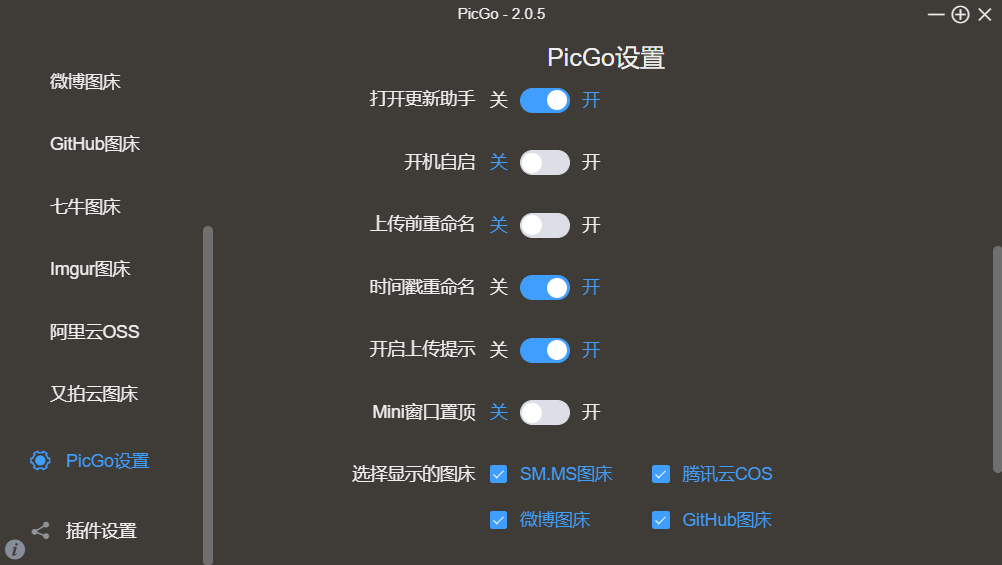 PicGo - 2.0.5
微博图床
GitHub图床
七牛图床
Imgur图床
阿里云OSS
又拍云图床
PicGo设置
插件设置
PicGo设置
打开更新助手 关 开
开机自启 关 开
上传前重命名 关 开
时间戳重命名 关 开
开启上传提示 关 开
Mini窗口置顶 关 开
选择显示的图床 SM.MS图床 腾讯云COS
微博图床 GitHub图床